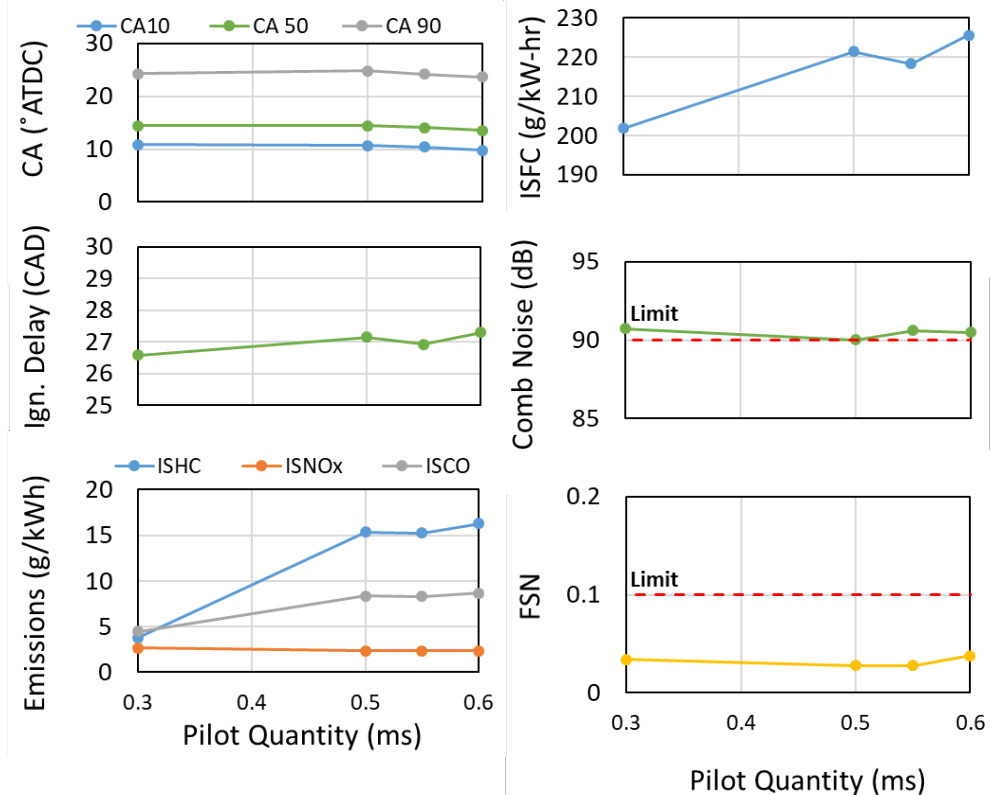 CA10 CA 50 CA 90
CA (˚ATDC)
30
20
10
0
ISFC (g/kW-hr)
230
220
210
200
190
Ign. Delay (CAD)
30
29
28
27
26
25
Comb Noise (dB)
95
90
85
Limit
ISHC ISNOx ISCO
Emissions (g/kWh)
20
15
10
5
0
0.3 0.4 0.5 0.6
Pilot Quantity (ms)
FSN
0.2
0.1
0
Limit
0.3 0.4 0.5 0.6
Pilot Quantity (ms)